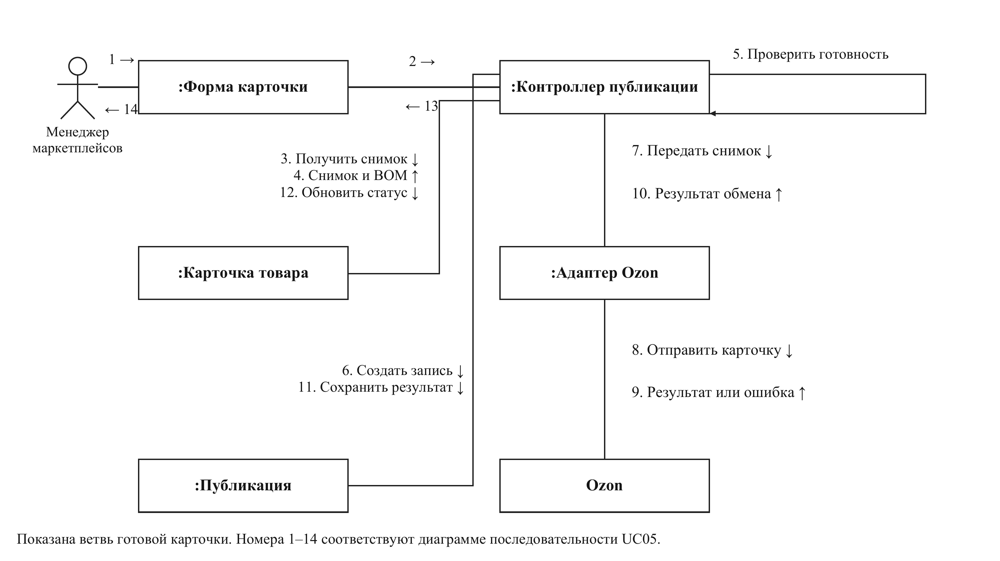 5. Проверить готовность
1 →
2 →
:Форма карточки
:Контроллер публикации
← 14
← 13
Менеджер
маркетплейсов
7. Передать снимок ↓
3. Получить снимок ↓
4. Снимок и BOM ↑
12. Обновить статус ↓
10. Результат обмена ↑
:Карточка товара
:Адаптер Ozon
8. Отправить карточку ↓
6. Создать запись ↓
11. Сохранить результат ↓
9. Результат или ошибка ↑
:Публикация
Ozon
Показана ветвь готовой карточки. Номера 1–14 соответствуют диаграмме последовательности UC05.